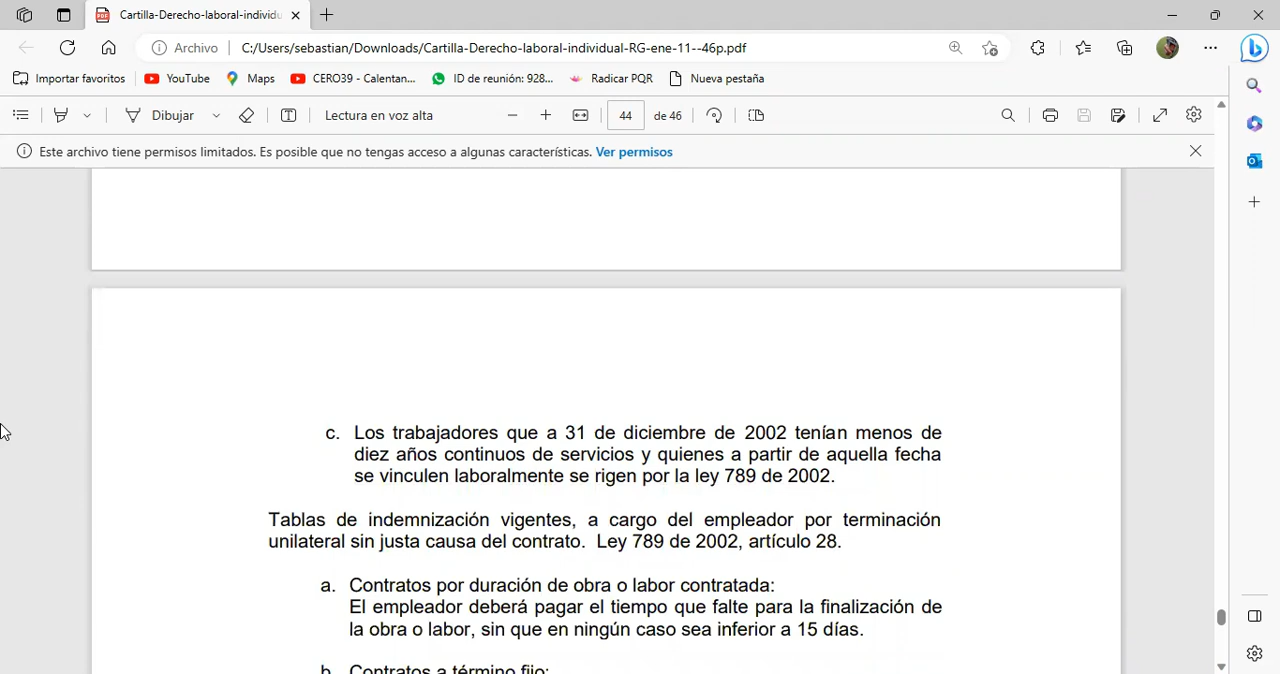 Cartilla-Derecho-laboral-individu
Archivo
C:/Users/sebastian/Downloads/Cartilla-Derecho-laboral-individual-RG-ene-11--46p.pdf
Importar favoritos
YouTube
Maps
CERO39 - Calentan...
ID de reunión: 928...
Radicar PQR
Nueva pestaña
Dibujar
Lectura en voz alta
44
de 46
Este archivo tiene permisos limitados. Es posible que no tengas acceso a algunas características. Ver permisos
c. Los trabajadores que a 31 de diciembre de 2002 tenían menos de
diez años continuos de servicios y quienes a partir de aquella fecha
se vinculen laboralmente se rigen por la ley 789 de 2002.
Tablas de indemnización vigentes, a cargo del empleador por terminación
unilateral sin justa causa del contrato. Ley 789 de 2002, artículo 28.
a. Contratos por duración de obra o labor contratada:
El empleador deberá pagar el tiempo que falte para la finalización de
la obra o labor, sin que en ningún caso sea inferior a 15 días.
b. Contratos a término fijo: